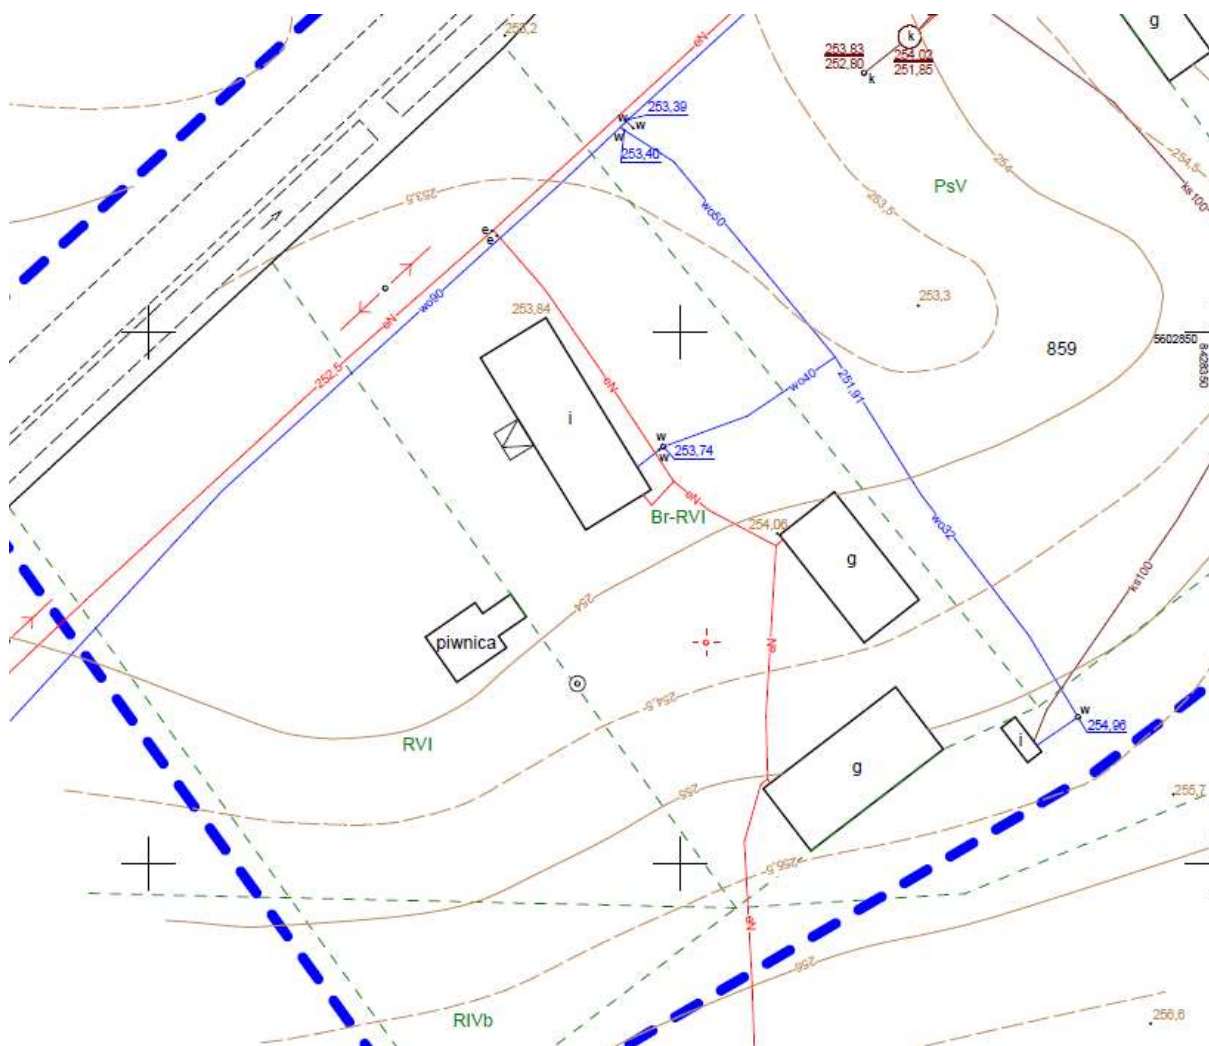 253,2
eN
g
k
253,83
252,80
k
254,03
251,85
w
w
w
253,39
253,40
254
254,5
ks100
PsV
253,5
wo50
253,5
e
e
wo90
eN
253,3
253,84
859
5602850
8428350
252,5
eN
i
wo40
251,91
w
w
253,74
eN
Br-RVI
254,06
g
wo32
ks100
254
piwnica
eN
254,5
w
254,96
RVI
i
g
255
255,7
255,5
eN
256
RIVb
256,6